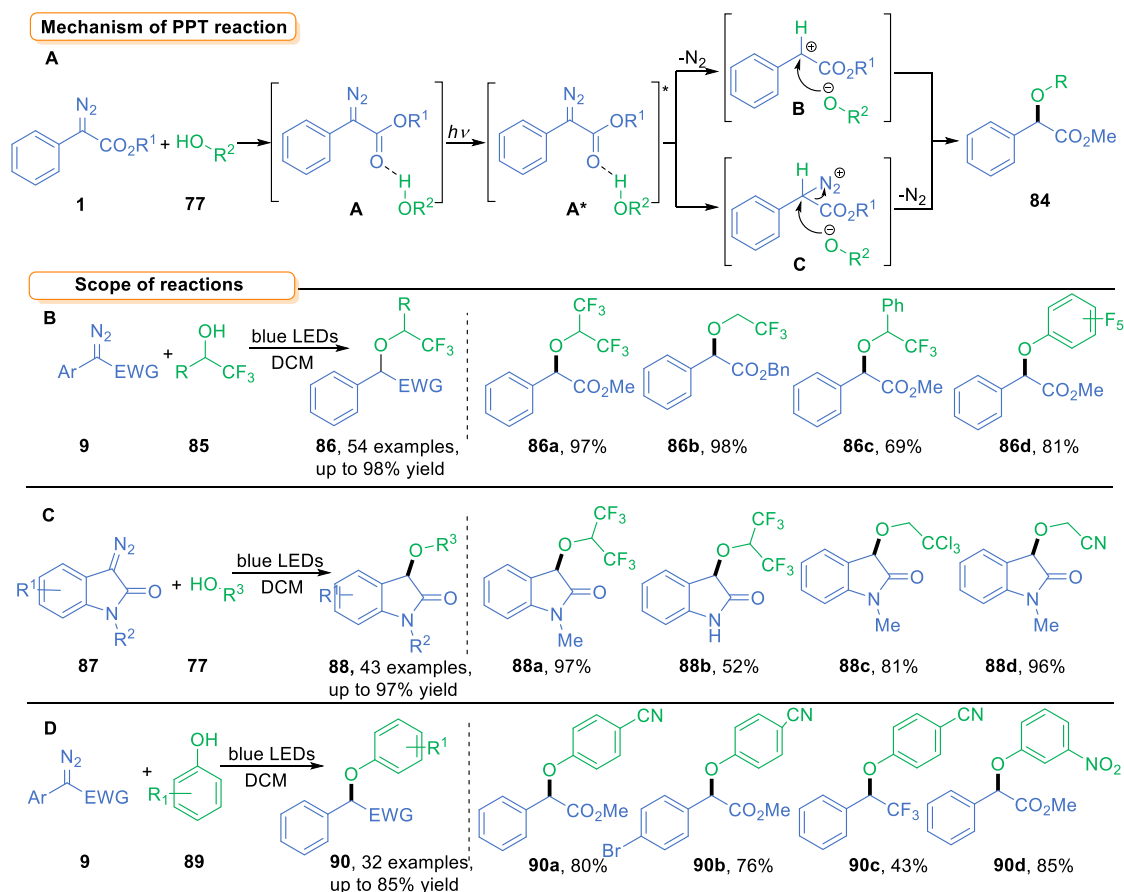 Mechanism of PPT reaction
A
N2
CO2R1
+
HO
R2
1
77
N2
OR1
O
H
OR2
A
hν
N2
OR1
O
H
OR2
*
A*
-N2
H
⊕
CO2R1
⊖
O
R2
B
H
N2
⊕
CO2R1
⊖
O
R2
C
-N2
R
O
CO2Me
84
Scope of reactions
B
N2
Ar
EWG
+
OH
R
CF3
blue LEDs
DCM
R
O
CF3
EWG
CF3
O
CF3
CO2Me
O
CF3
CO2Bn
Ph
O
CF3
CO2Me
F5
O
CO2Me
9
85
86, 54 examples,
up to 98% yield
86a, 97%
86b, 98%
86c, 69%
86d, 81%
C
N2
R1
O
N
R2
+
HO
R3
blue LEDs
DCM
O
R3
R1
O
N
R2
CF3
O
CF3
O
N
Me
CF3
O
CF3
O
N
H
O
CCl3
O
N
Me
O
CN
O
N
Me
87
77
88, 43 examples,
up to 97% yield
88a, 97%
88b, 52%
88c, 81%
88d, 96%
D
N2
Ar
EWG
+
OH
R1
blue LEDs
DCM
R1
O
EWG
CN
O
CO2Me
CN
O
CO2Me
Br
CN
O
CF3
NO2
O
CO2Me
9
89
90, 32 examples,
up to 85% yield
90a, 80%
90b, 76%
90c, 43%
90d, 85%